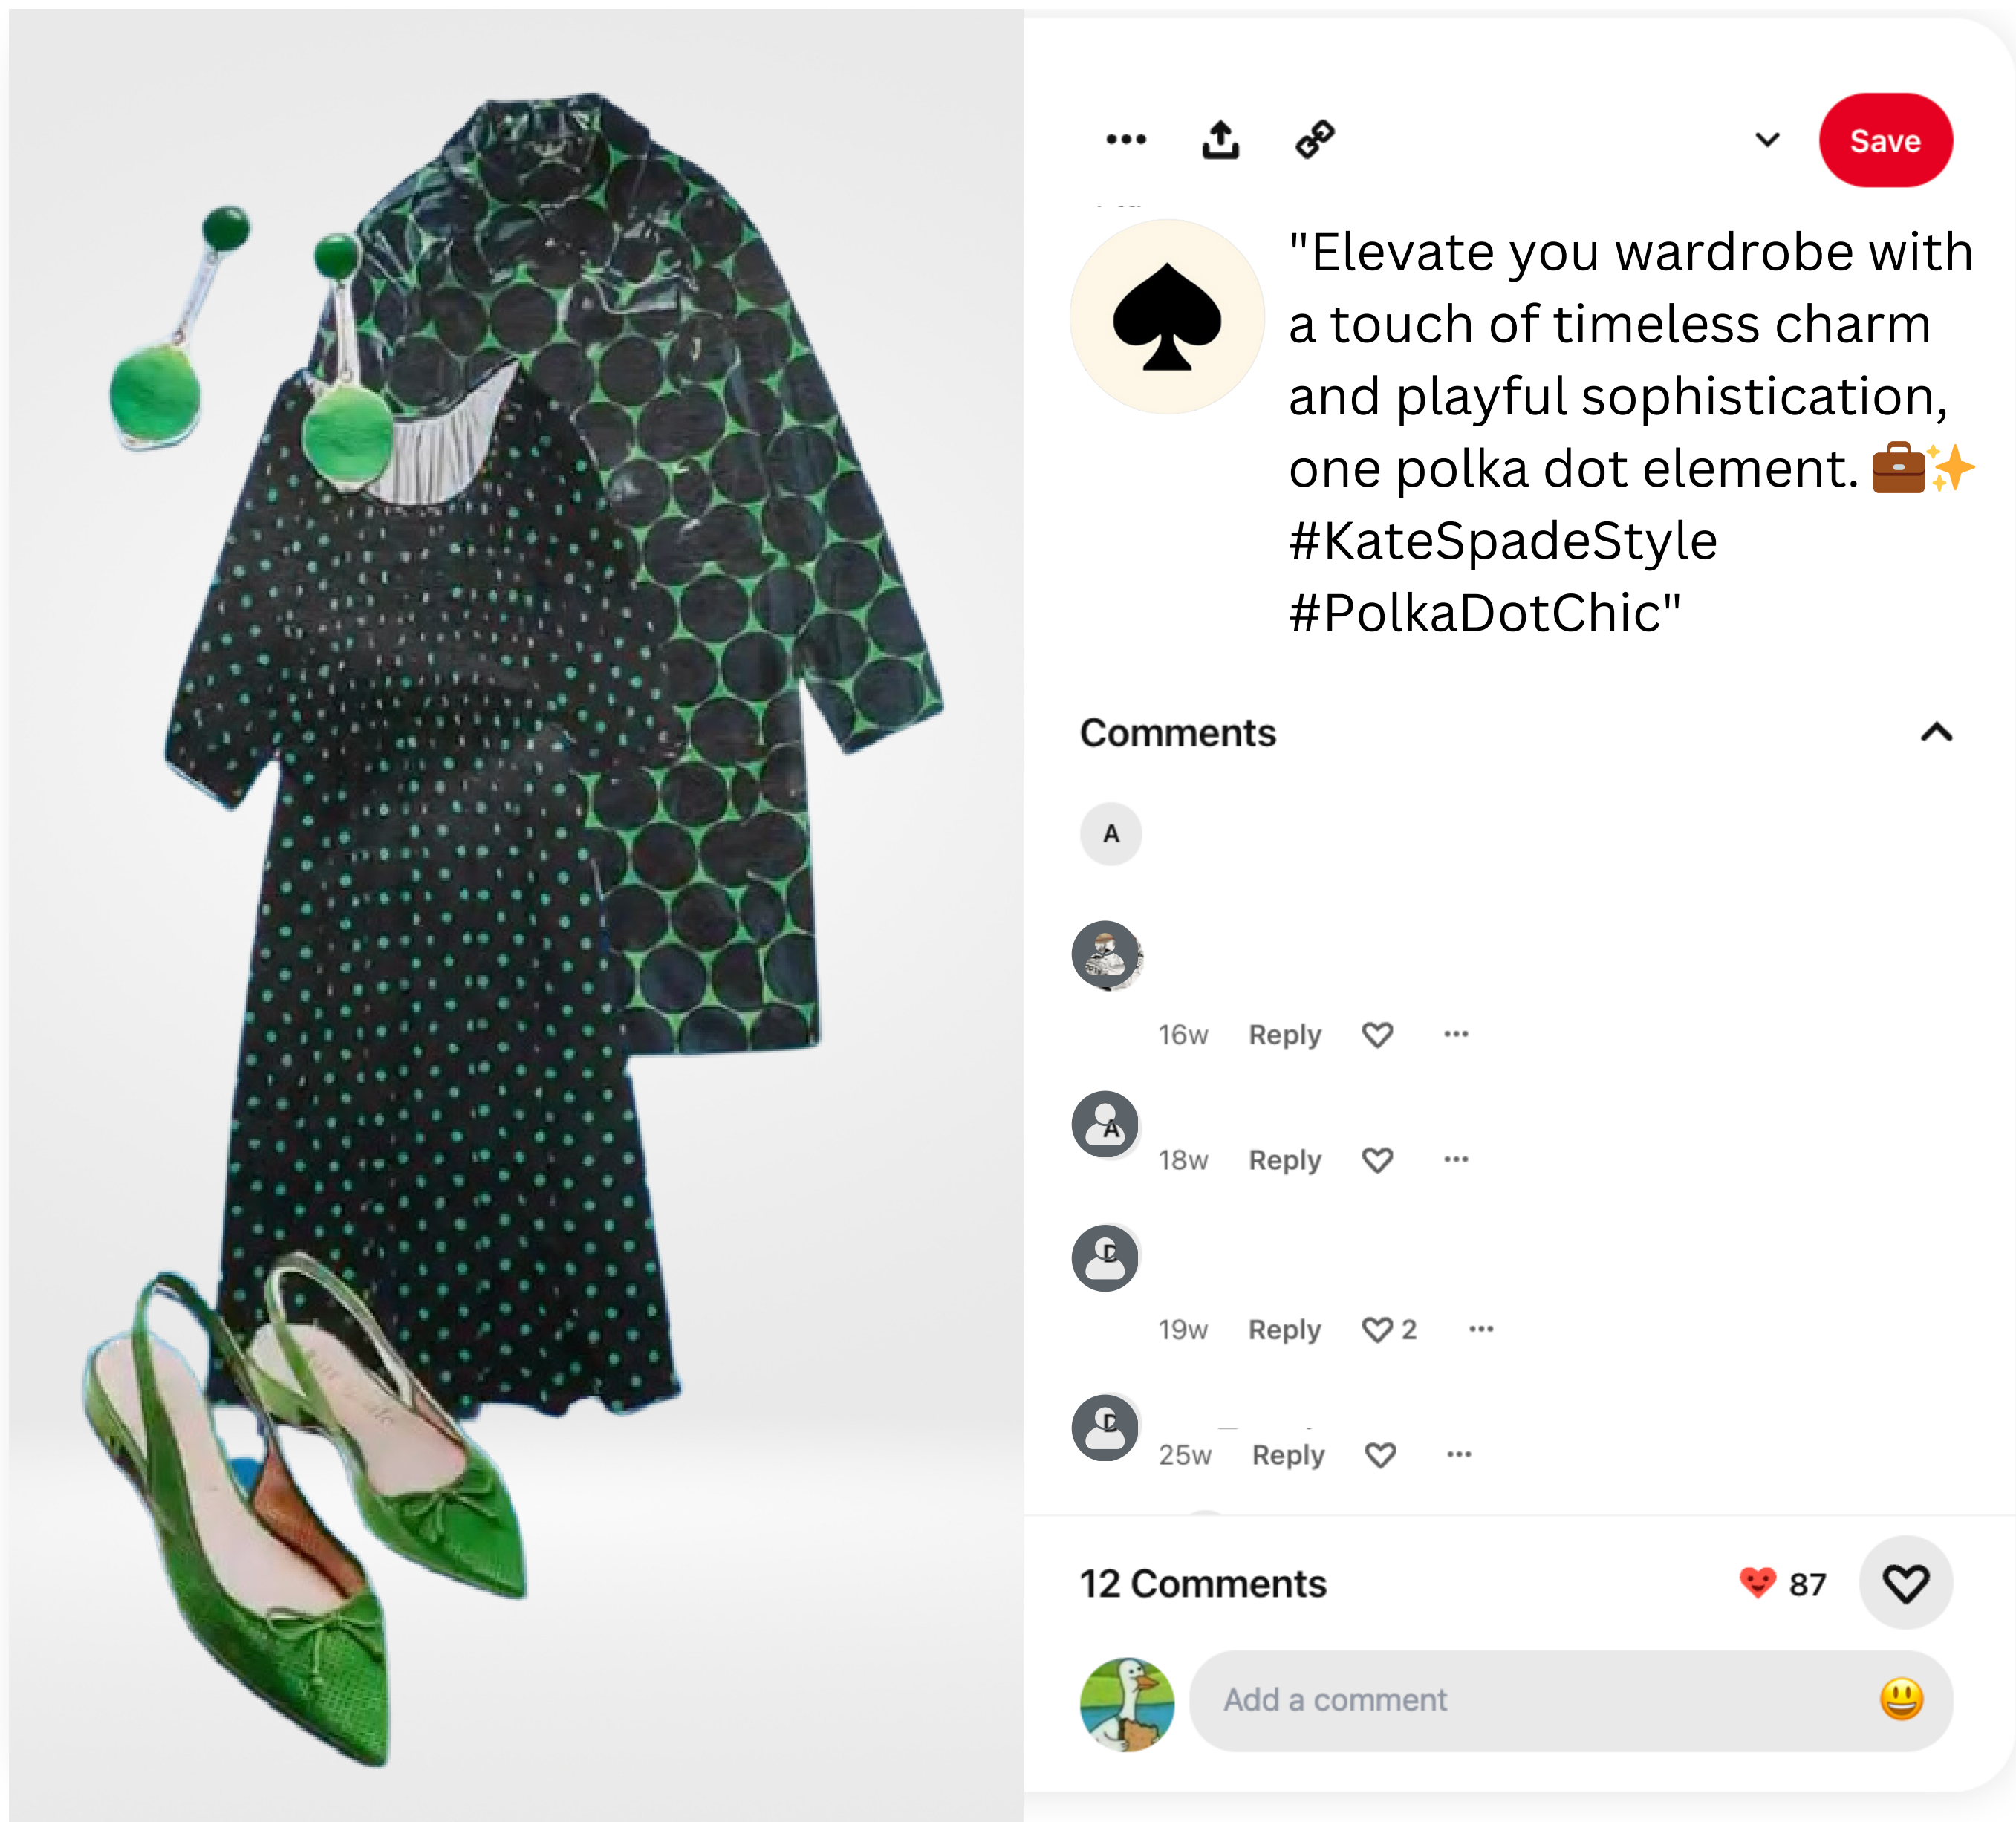 Save
"Elevate you wardrobe with
a touch of timeless charm
and playful sophistication,
one polka dot element. 💼✨
#KateSpadeStyle
#PolkaDotChic"
Comments
A
16w Reply
A
18w Reply
D
19w Reply 2
D
25w Reply
12 Comments
87
Add a comment